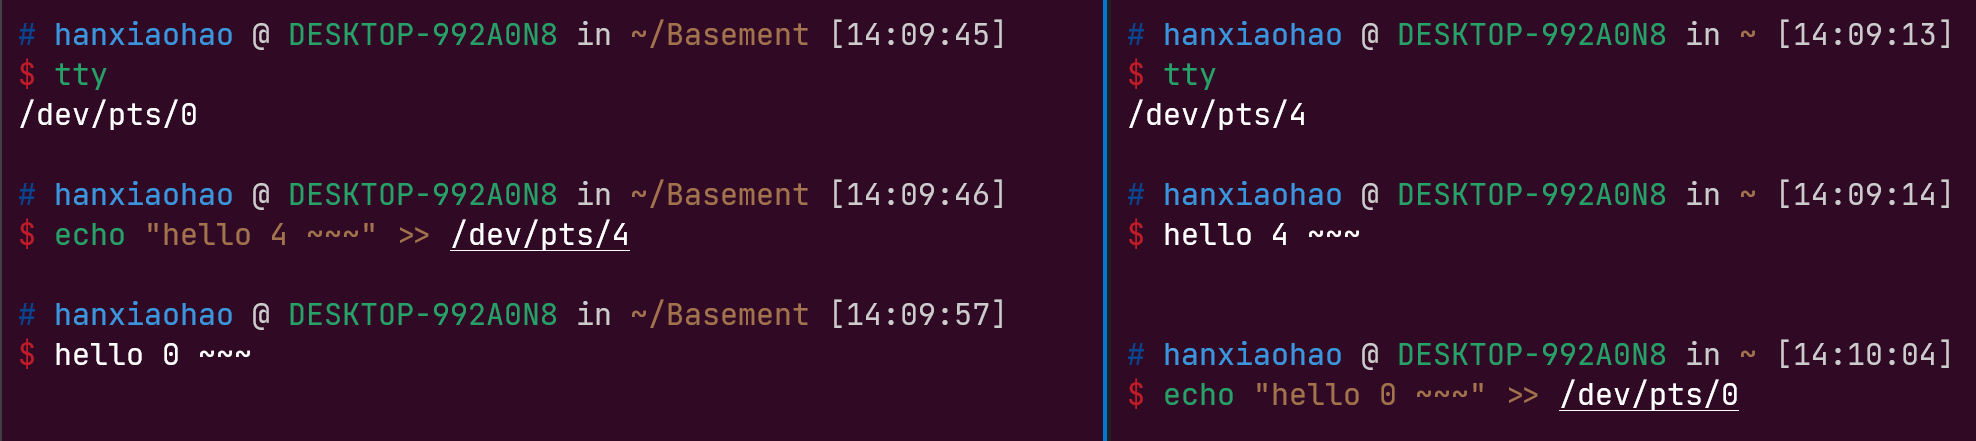 # hanxiaohao @ DESKTOP-992A0N8 in ~/Basement [14:09:45]
$ tty
/dev/pts/0
# hanxiaohao @ DESKTOP-992A0N8 in ~/Basement [14:09:46]
$ echo "hello 4 ~~~" >> /dev/pts/4
# hanxiaohao @ DESKTOP-992A0N8 in ~/Basement [14:09:57]
$ hello 0 ~~~
# hanxiaohao @ DESKTOP-992A0N8 in ~ [14:09:13]
$ tty
/dev/pts/4
# hanxiaohao @ DESKTOP-992A0N8 in ~ [14:09:14]
$ hello 4 ~~~
# hanxiaohao @ DESKTOP-992A0N8 in ~ [14:10:04]
$ echo "hello 0 ~~~" >> /dev/pts/0